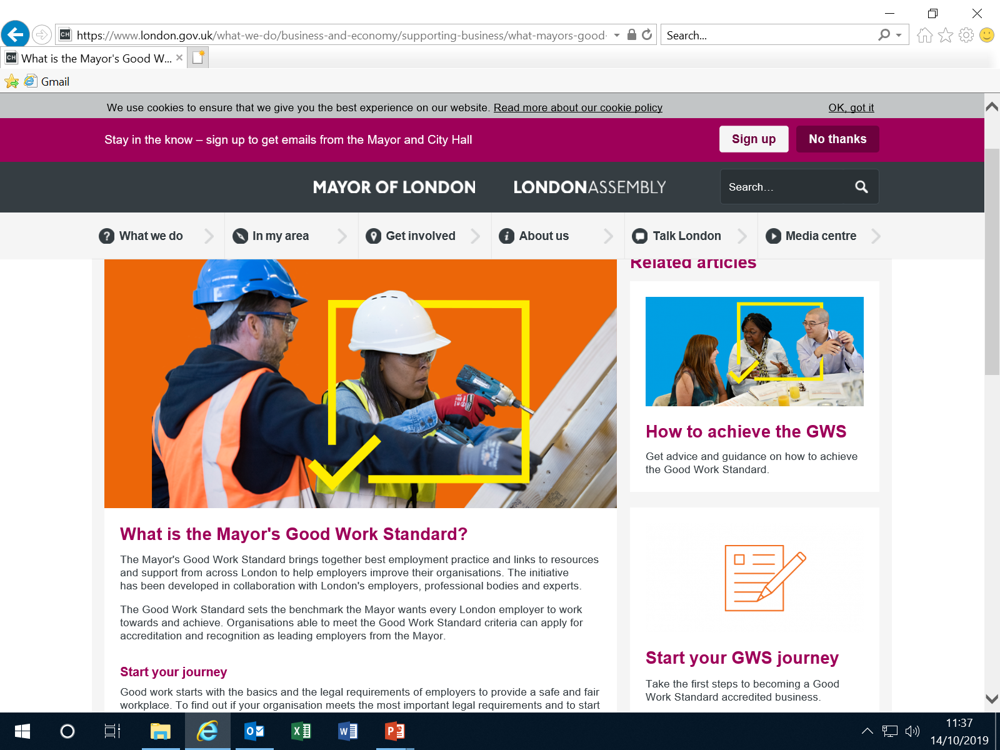 https://www.london.gov.uk/what-we-do/business-and-economy/supporting-business/what-mayors-good-
Search...
What is the Mayor's Good W...
Gmail
We use cookies to ensure that we give you the best experience on our website. Read more about our cookie policy
OK, got it
Stay in the know – sign up to get emails from the Mayor and City Hall
Sign up
No thanks
MAYOR OF LONDON
LONDONASSEMBLY
Search...
What we do
In my area
Get involved
About us
Talk London
Media centre
Related articles
What is the Mayor's Good Work Standard?
The Mayor's Good Work Standard brings together best employment practice and links to resources
and support from across London to help employers improve their organisations. The initiative
has been developed in collaboration with London's employers, professional bodies and experts.
The Good Work Standard sets the benchmark the Mayor wants every London employer to work
towards and achieve. Organisations able to meet the Good Work Standard criteria can apply for
accreditation and recognition as leading employers from the Mayor.
Start your journey
Good work starts with the basics and the legal requirements of employers to provide a safe and fair
workplace. To find out if your organisation meets the most important legal requirements and to start
How to achieve the GWS
Get advice and guidance on how to achieve
the Good Work Standard.
Start your GWS journey
Take the first steps to becoming a Good
Work Standard accredited business.
11:37
14/10/2019